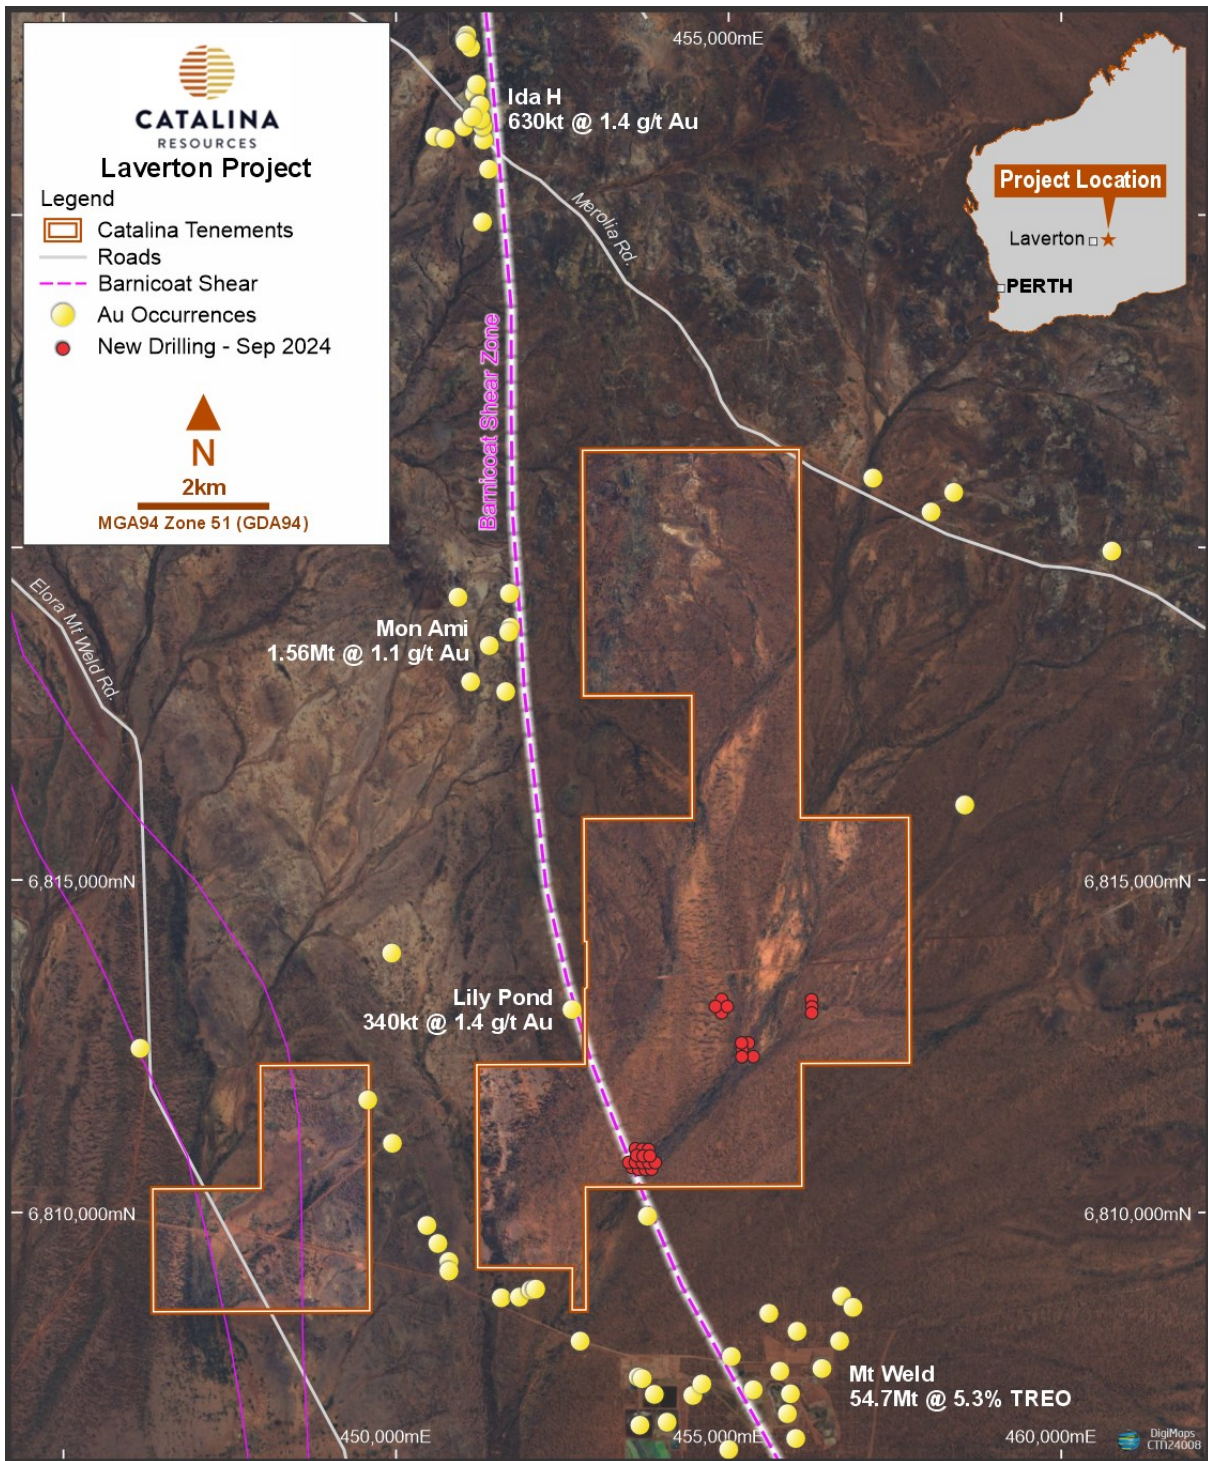 CATALINA
RESOURCES
Laverton Project
Legend
Catalina Tenements
Roads
Barnicoat Shear
Au Occurrences
New Drilling - Sep 2024
N
2km
MGA94 Zone 51 (GDA94)
455,000mE
Ida H
630kt @ 1.4 g/t Au
Merolia Rd.
Project Location
Laverton
PERTH
Barnicoat Shear Zone
Elora Mt Weld Rd.
Mon Ami
1.56Mt @ 1.1 g/t Au
6,815,000mN
6,815,000mN
Lily Pond
340kt @ 1.4 g/t Au
6,810,000mN
6,810,000mN
Mt Weld
54.7Mt @ 5.3% TREO
450,000mE
455,000mE
460,000mE
DigiMaps
CTN24008